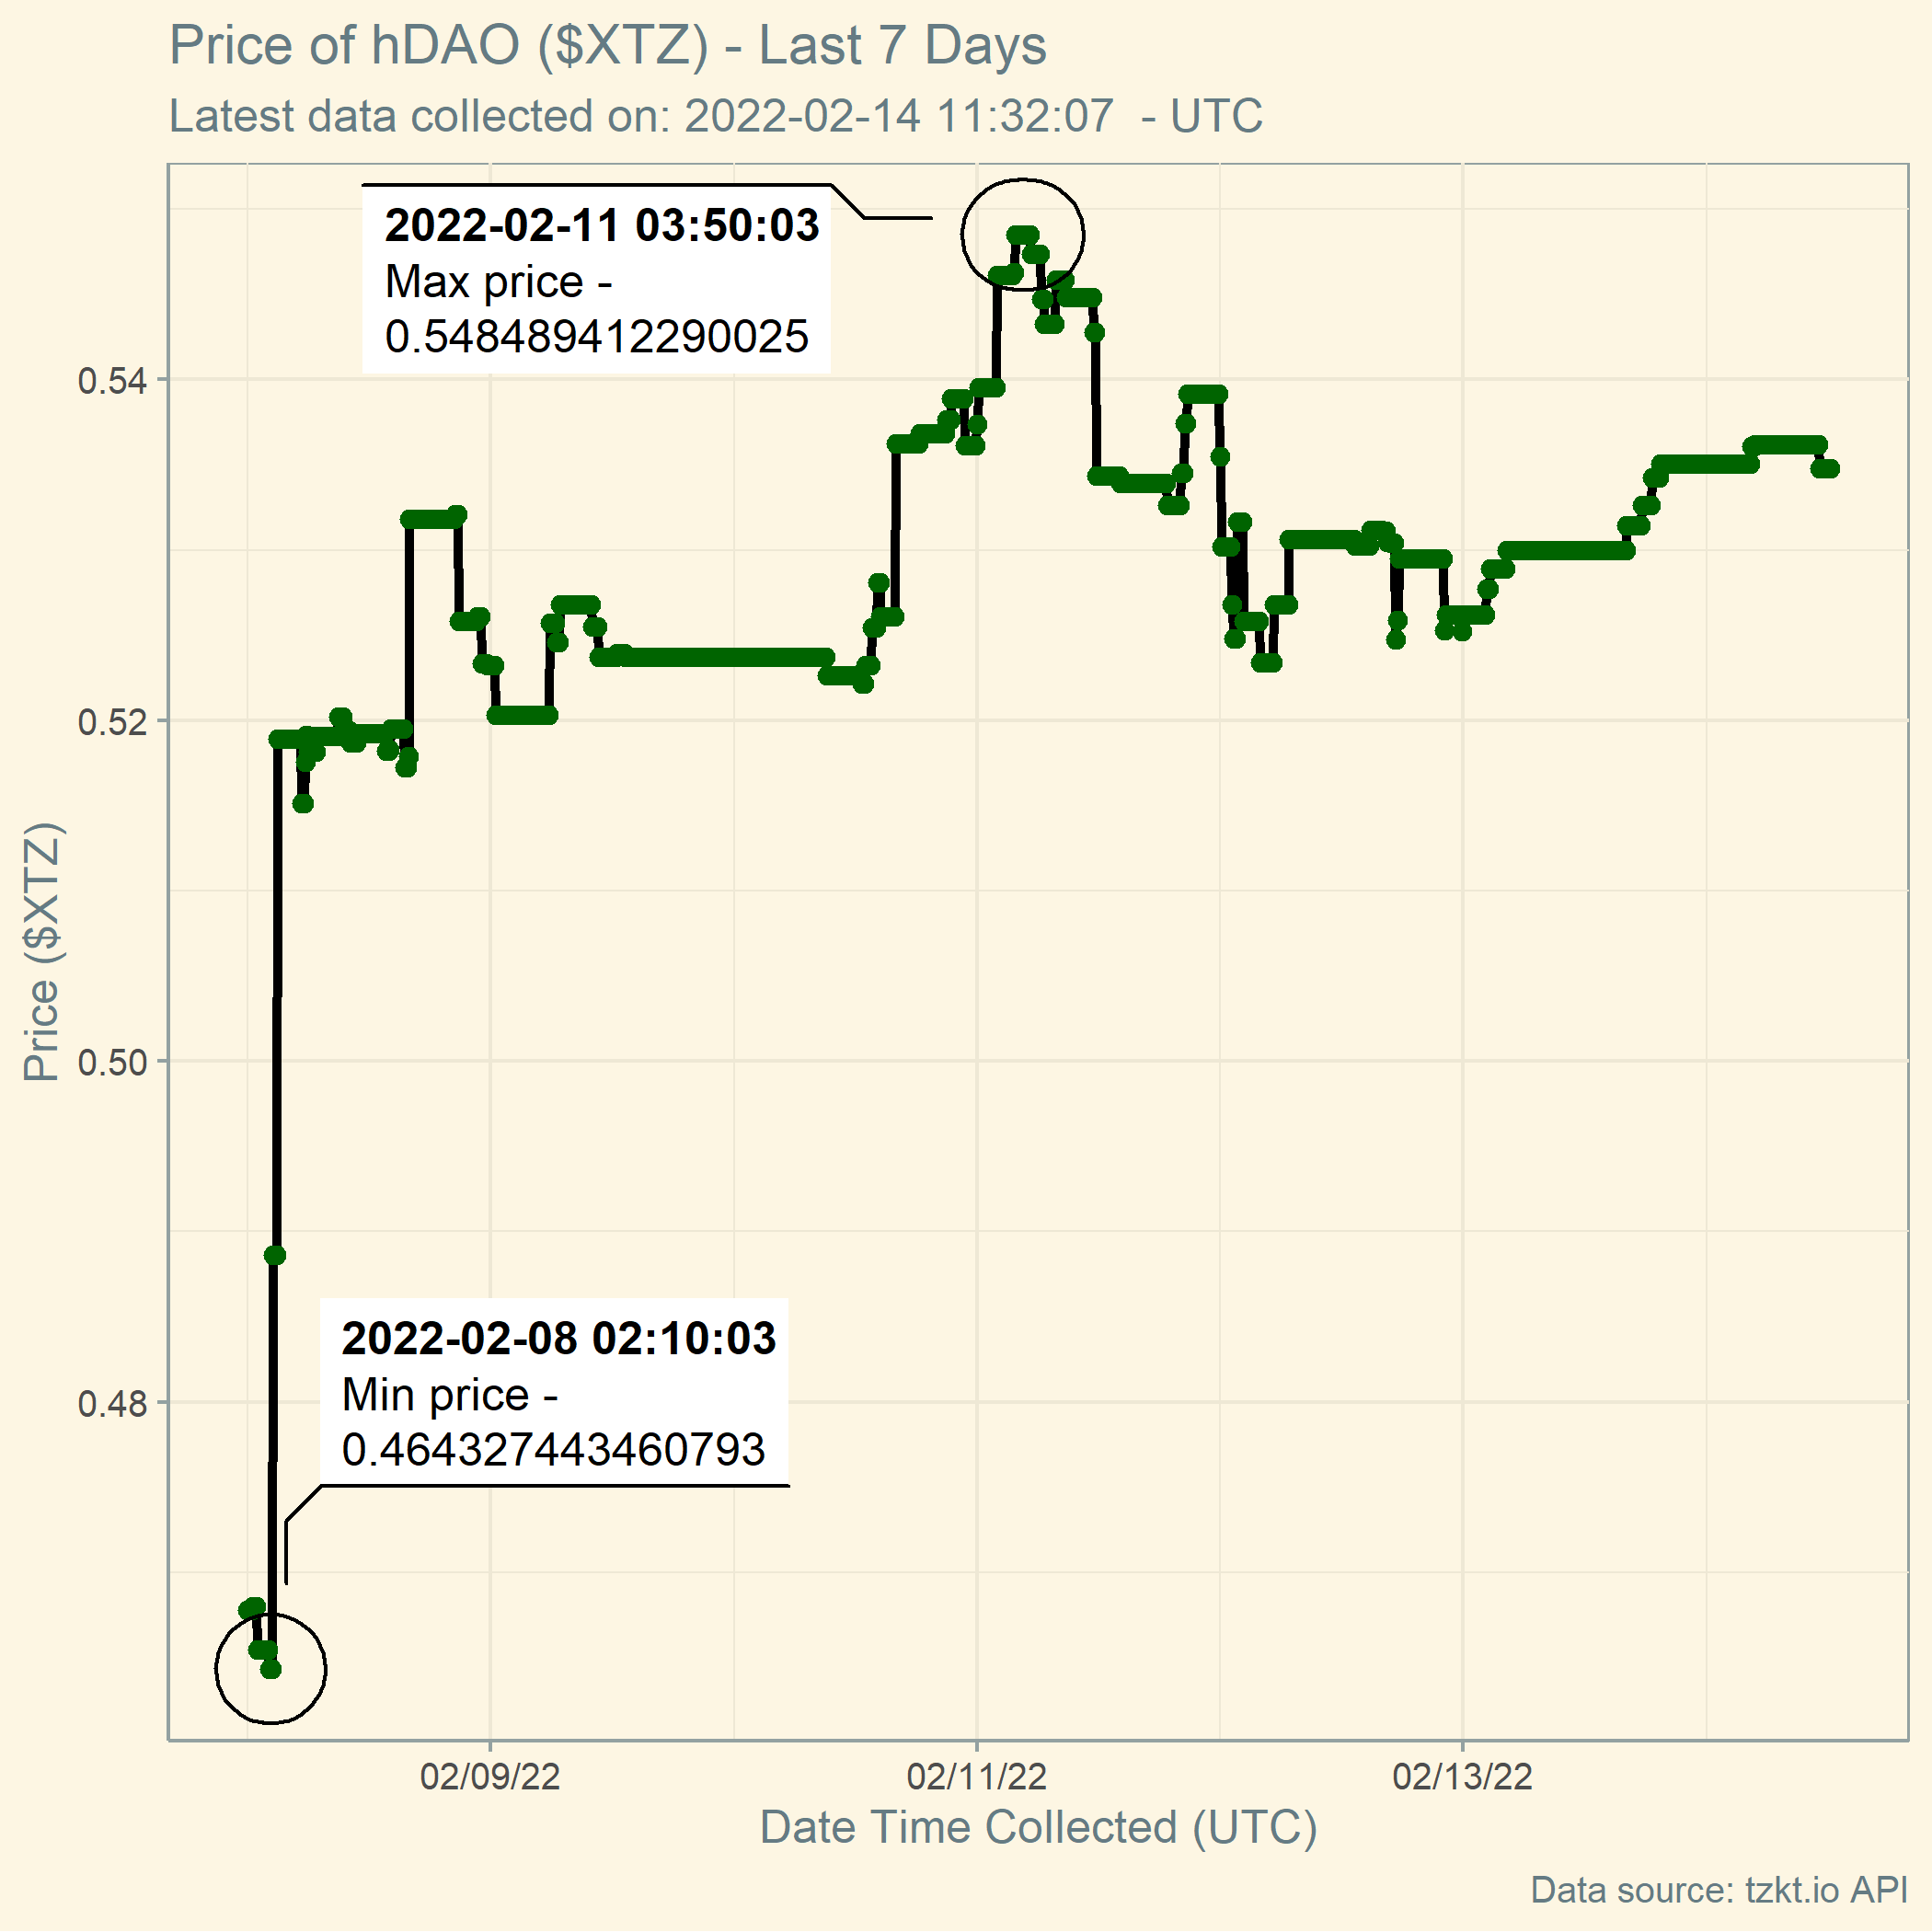 Price of hDAO ($XTZ) - Last 7 Days
Latest data collected on: 2022-02-14 11:32:07  - UTC
2022-02-11 03:50:03
Max price -
0.548489412290025
0.54
0.52
0.50
0.48
Price ($XTZ)
2022-02-08 02:10:03
Min price -
0.464327443460793
02/09/22
02/11/22
02/13/22
Date Time Collected (UTC)
Data source: tzkt.io API